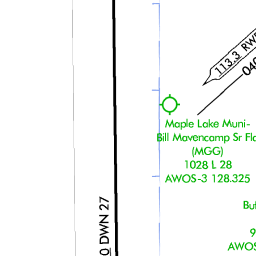 113.3 RW
040
Maple Lake Muni-
Bill Mavencamp Sr Fl
(MGG)
1028 L 28
AWOS-3 128.325
0 DWN 27
Bu
9
AWOS